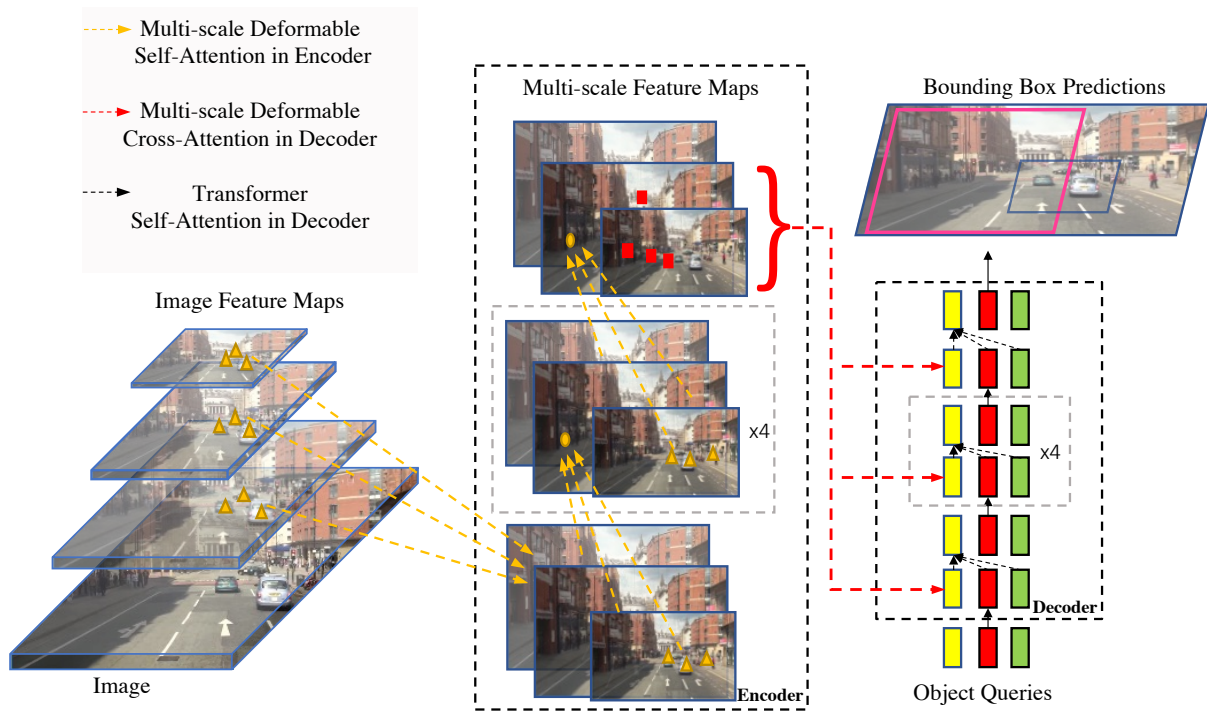 Multi-scale Deformable
Self-Attention in Encoder
Multi-scale Deformable
Cross-Attention in Decoder
Transformer
Self-Attention in Decoder
Image Feature Maps
Image
Multi-scale Feature Maps
x4
Encoder
Bounding Box Predictions
x4
Decoder
Object Queries